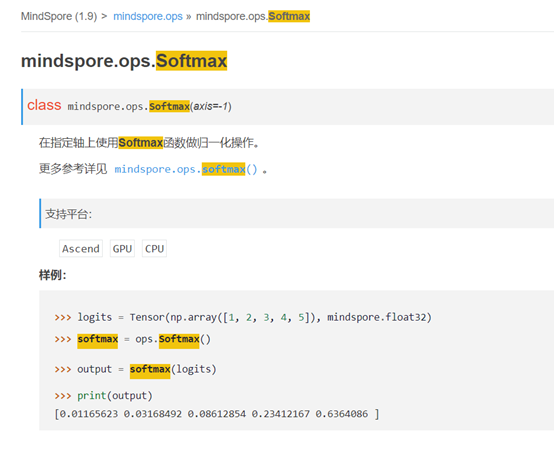 MindSpore (1.9) > mindspore.ops » mindspore.ops.Softmax
mindspore.ops.Softmax
class mindspore.ops.Softmax(axis=-1)
在指定轴上使用Softmax函数做归一化操作。
更多参考详见 mindspore.ops.softmax() 。
支持平台：
Ascend GPU CPU
样例：
>>> logits = Tensor(np.array([1, 2, 3, 4, 5]), mindspore.float32)
>>> softmax = ops.Softmax()
>>> output = softmax(logits)
>>> print(output)
[0.01165623 0.03168492 0.08612854 0.23412167 0.6364086 ]